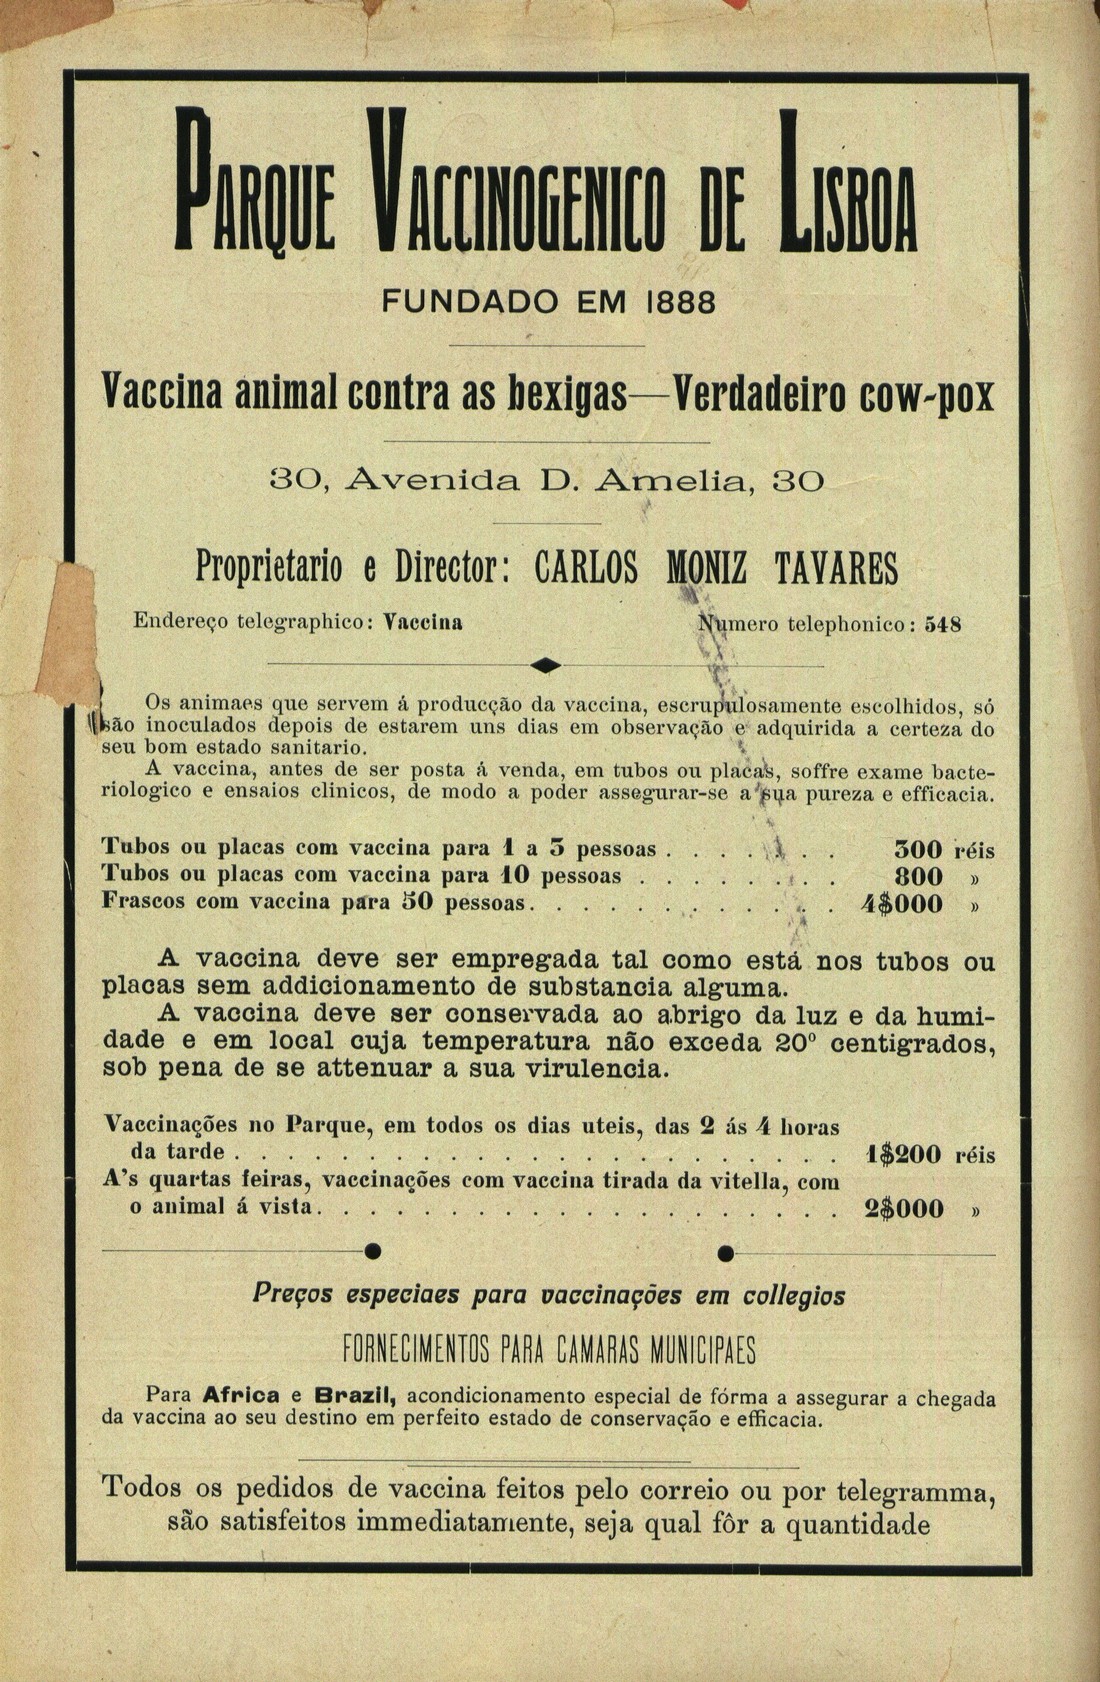 PARQUE VACCINOGENICO DE LISBOA
FUNDADO EM 1888
Vaccina animal contra as bexigas—Verdadeiro cow-pox
30, Avenida D. Amelia, 30
Proprietario e Director: CARLOS MONIZ TAVARES
Endereço telegraphico: Vaccina Numero telephonico: 548
Os animaes que servem á producção da vaccina, escrupulosamente escolhidos, só
são inoculados depois de estarem uns dias em observação e adquirida a certeza do
seu bom estado sanitario.
A vaccina, antes de ser posta á venda, em tubos ou placas, soffre exame bacte-
riologico e ensaios clinicos, de modo a poder assegurar-se a sua pureza e efficacia.
Tubos ou placas com vaccina para 1 a 3 pessoas . . . . . . . 300 réis
Tubos ou placas com vaccina para 10 pessoas . . . . . . . . 800 »
Frascos com vaccina para 50 pessoas. . . . . . . . . . . . 4$000 »
A vaccina deve ser empregada tal como está nos tubos ou
placas sem addicionamento de substancia alguma.
A vaccina deve ser conservada ao abrigo da luz e da humi-
dade e em local cuja temperatura não exceda 20º centigrados,
sob pena de se attenuar a sua virulencia.
Vaccinações no Parque, em todos os dias uteis, das 2 ás 4 horas
da tarde . . . . . . . . . . . . . . . . . . . . . . . 1$200 réis
A's quartas feiras, vaccinações com vaccina tirada da vitella, com
o animal á vista. . . . . . . . . . . . . . . . . . . . 2$000 »
Preços especiaes para vaccinações em collegios
FORNECIMENTOS PARA CAMARAS MUNICIPAES
Para Africa e Brazil, acondicionamento especial de fórma a assegurar a chegada
da vaccina ao seu destino em perfeito estado de conservação e efficacia.
Todos os pedidos de vaccina feitos pelo correio ou por telegramma,
são satisfeitos immediatamente, seja qual fôr a quantidade